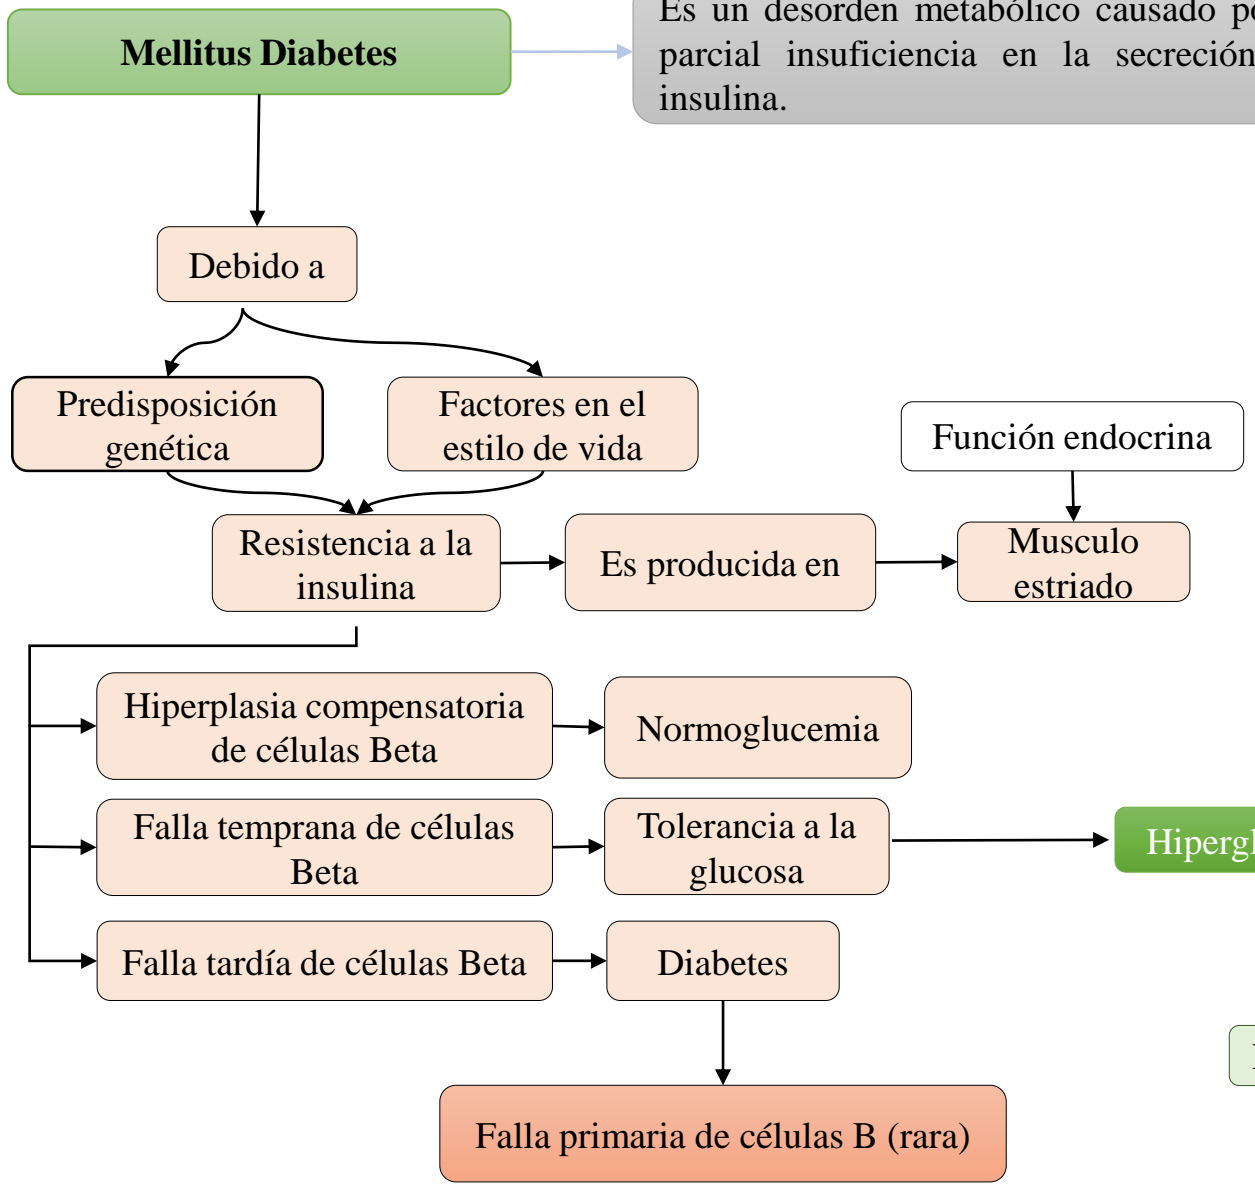 Es un desorden metabólico causado
parcial insuficiencia en la secreción
insulina.
Mellitus Diabetes
Debido a
Predisposición
genética
Factores en el
estilo de vida
Función endocrina
Resistencia a la
insulina
Es producida en
Musculo
estriado
Hiperplasia compensatoria
de células Beta
Normoglucemia
Falla temprana de células
Beta
Tolerancia a la
glucosa
Falla tardía de células Beta
Diabetes
Falla primaria de células B (rara)